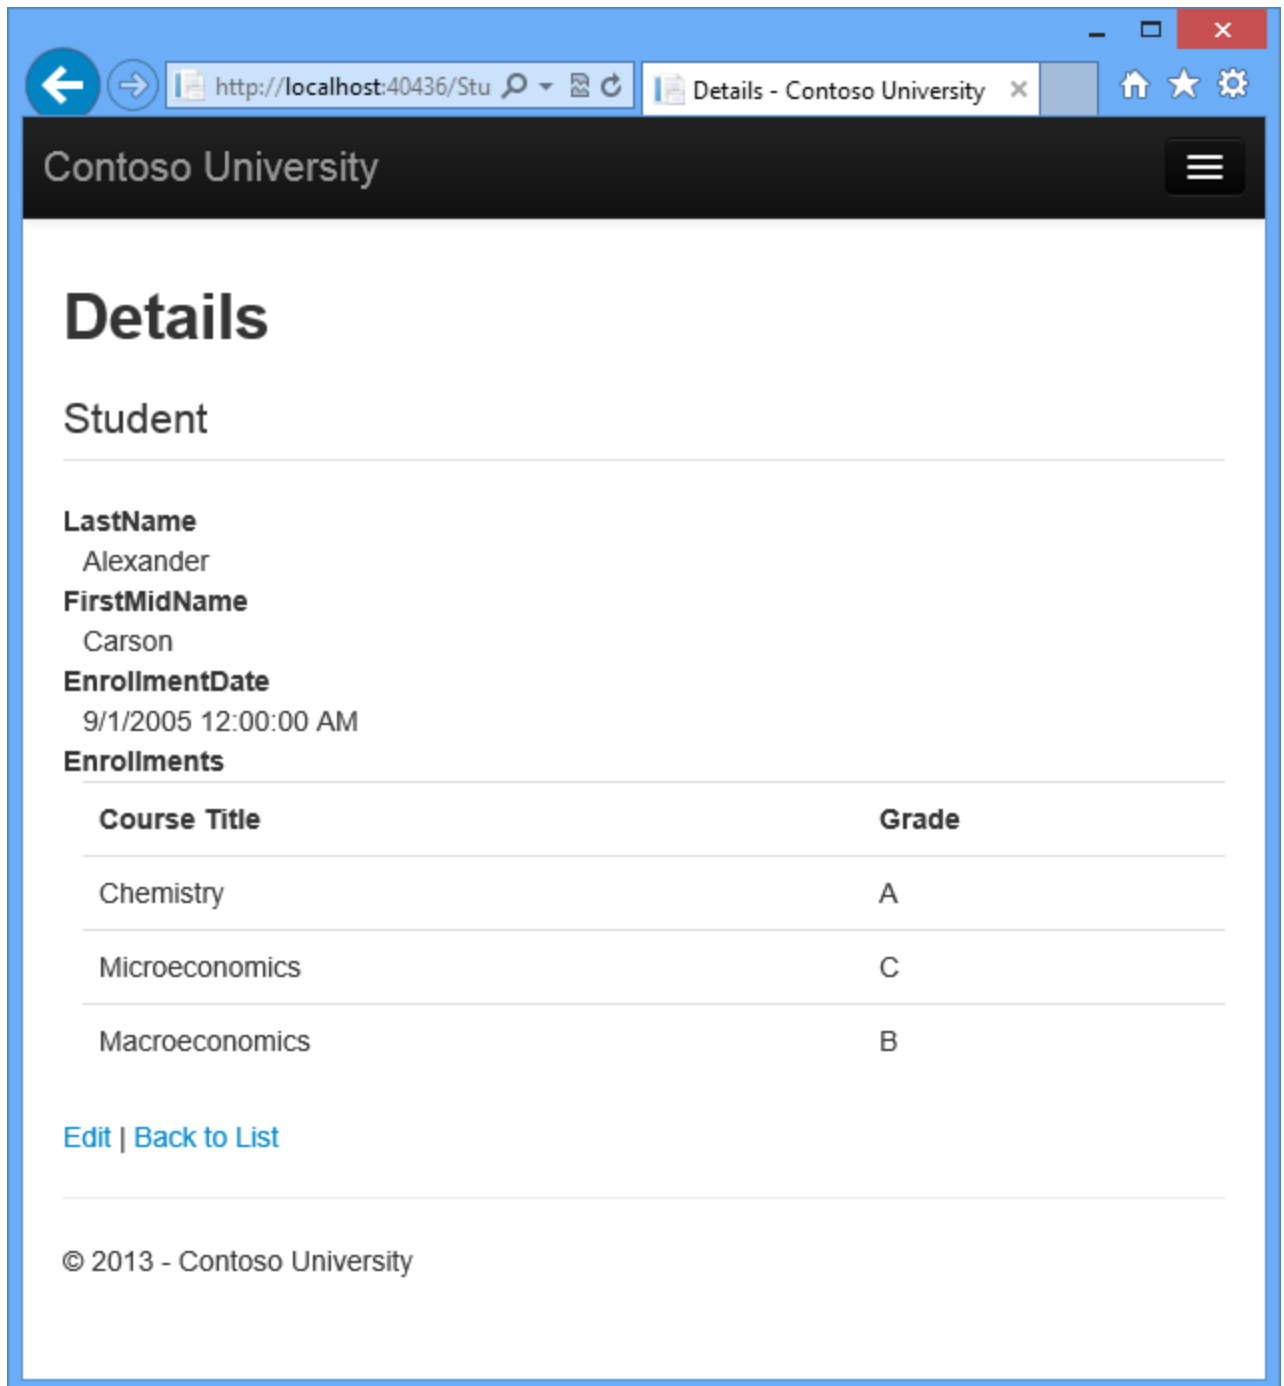 http://localhost:40436/Stu
Details - Contoso University
Contoso University
Details
Student
LastName
Alexander
FirstMidName
Carson
EnrollmentDate
9/1/2005 12:00:00 AM
Enrollments
Course Title Grade
Chemistry A
Microeconomics C
Macroeconomics B
Edit | Back to List
© 2013 - Contoso University